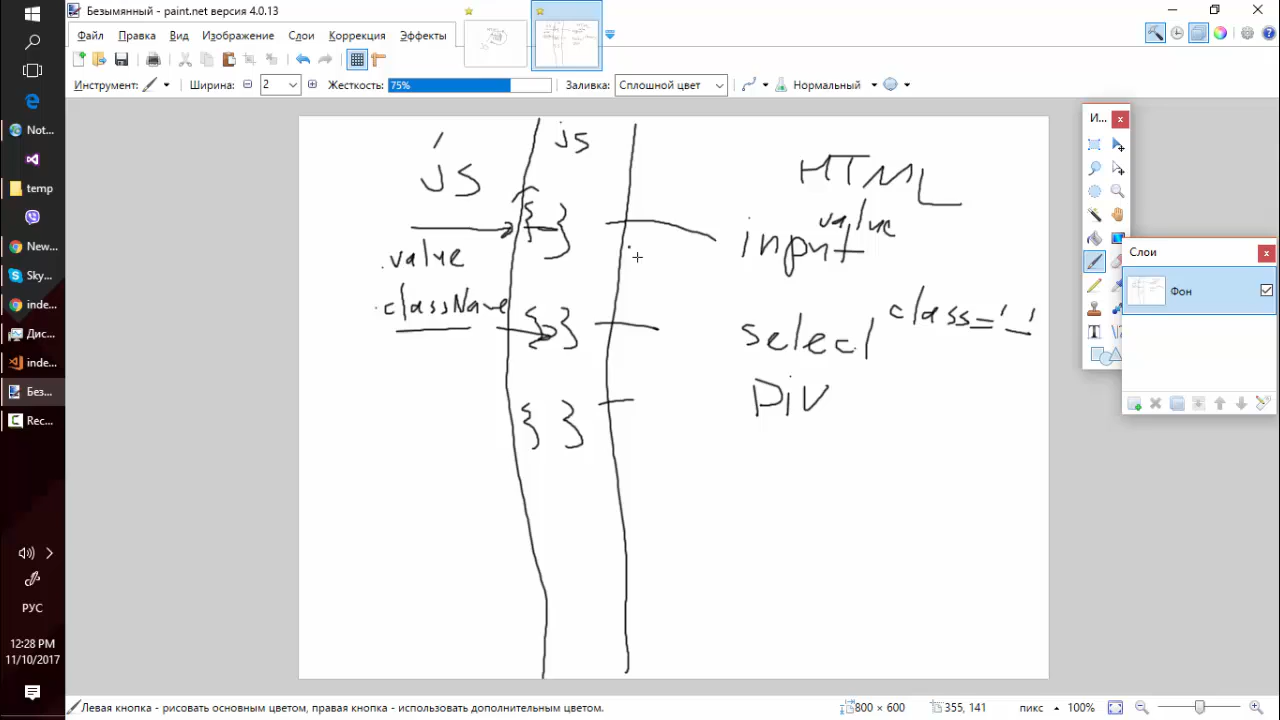 Безымянный - paint.net версия 4.0.13
Файл Правка Вид Изображение Слои Коррекция Эффекты
Инструмент: Ширина: 2 Жесткость: 75% Заливка: Сплошной цвет Нормальный
Not...
temp
New...
Sky...
inde...
Дис...
inde...
Без...
Rec...
РУС
12:28 PM
11/10/2017
js
js
HTML
value
input
.value
.className
class=' '
select
Div
{ }
{ }
{ }
И...
Слои
Фон
Левая кнопка - рисовать основным цветом, правая кнопка - использовать дополнительным цветом.
800 × 600
355, 141
пикс
100%